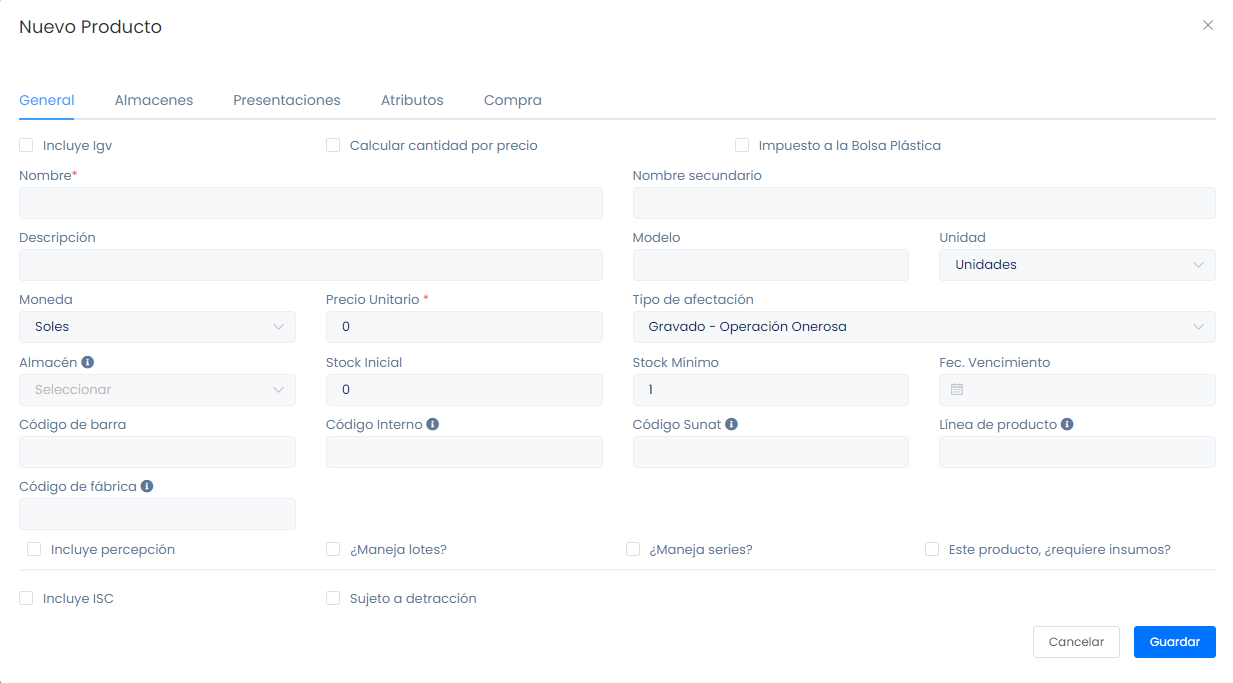 Nuevo Producto
General Almacenes Presentaciones Atributos Compra
Incluye Igv Calcular cantidad por precio Impuesto a la Bolsa Plástica
Nombre* Nombre secundario
Descripción Modelo Unidad
Unidades
Moneda Precio Unitario * Tipo de afectación
Soles 0 Gravado - Operación Onerosa
Almacén Stock Inicial Stock Mínimo Fec. Vencimiento
Seleccionar 0 1
Código de barra Código Interno Código Sunat Línea de producto
Código de fábrica
Incluye percepción ¿Maneja lotes? ¿Maneja series? Este producto, ¿requiere insumos?
Incluye ISC Sujeto a detracción
Cancelar Guardar